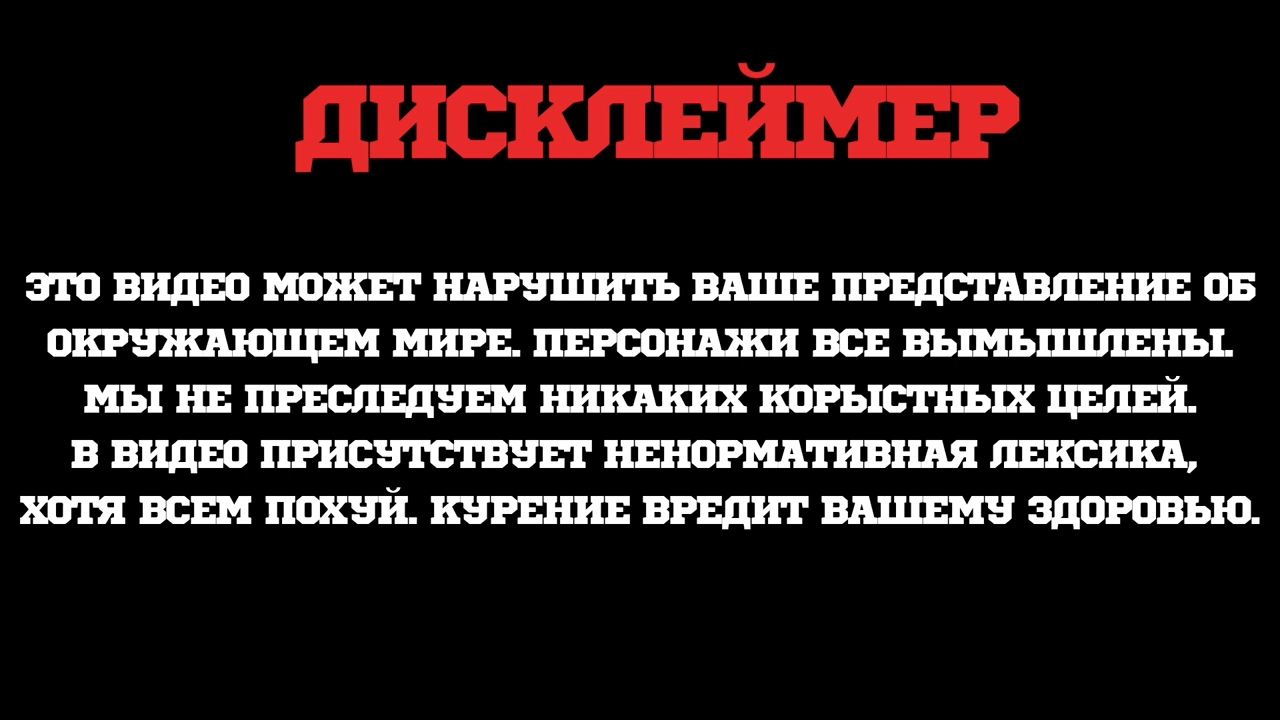 ДИСКЛЕЙМЕР
ЭТО ВИДЕО МОЖЕТ НАРУШИТЬ ВАШЕ ПРЕДСТАВЛЕНИЕ ОБ
ОКРУЖАЮЩЕМ МИРЕ. ПЕРСОНАЖИ ВСЕ ВЫМЫШЛЕНЫ.
МЫ НЕ ПРЕСЛЕДУЕМ НИКАКИХ КОРЫСТНЫХ ЦЕЛЕЙ.
В ВИДЕО ПРИСУТСТВУЕТ НЕНОРМАТИВНАЯ ЛЕКСИКА,
ХОТЯ ВСЕМ ПОХУЙ. КУРЕНИЕ ВРЕДИТ ВАШЕМУ ЗДОРОВЬЮ.